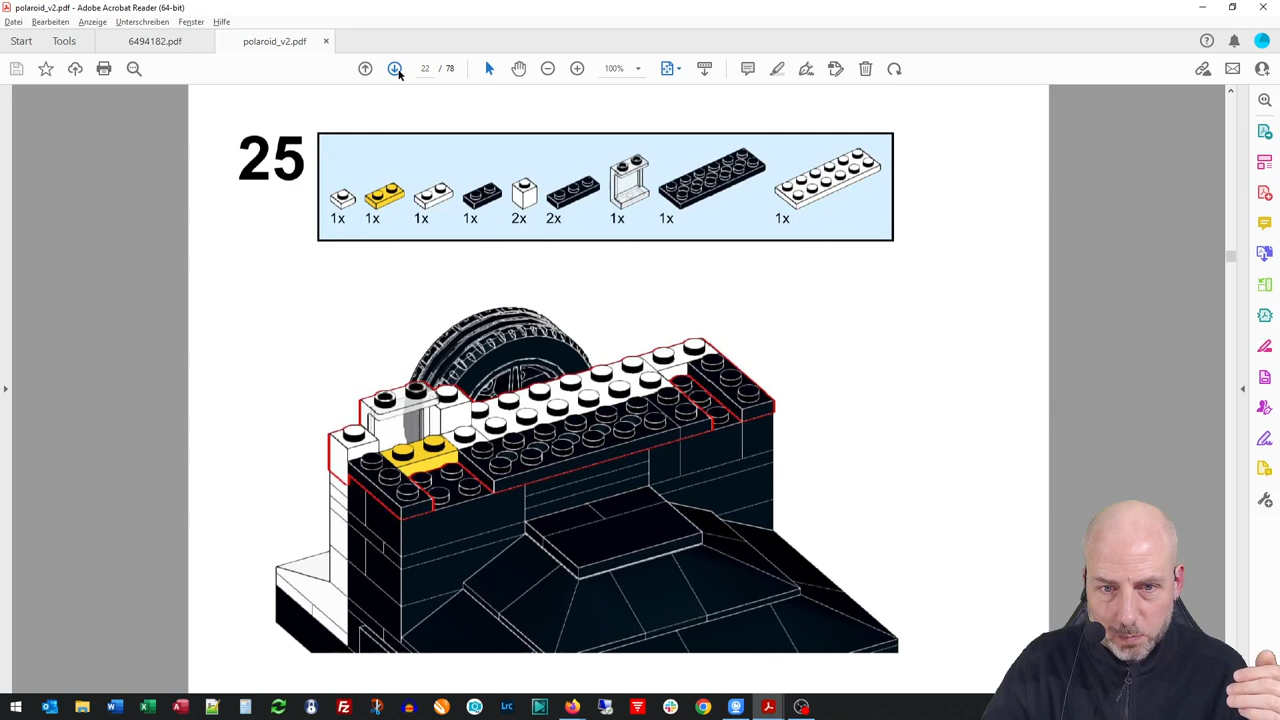 polaroid_v2.pdf - Adobe Acrobat Reader (64-bit)
Datei Bearbeiten Anzeige Unterschreiben Fenster Hilfe
Start Tools 6494182.pdf polaroid_v2.pdf ×
22 / 78 100%
25
1x 1x 1x 1x 2x 2x 1x 1x 1x
Lrc